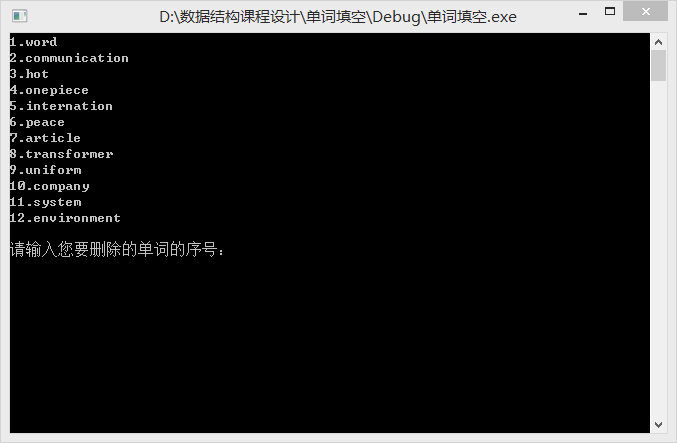 D:\数据结构课程设计\单词填空\Debug\单词填空.exe
1.word
2.communication
3.hot
4.onepiece
5.internation
6.peace
7.article
8.transformer
9.uniform
10.company
11.system
12.environment
请输入您要删除的单词的序号：